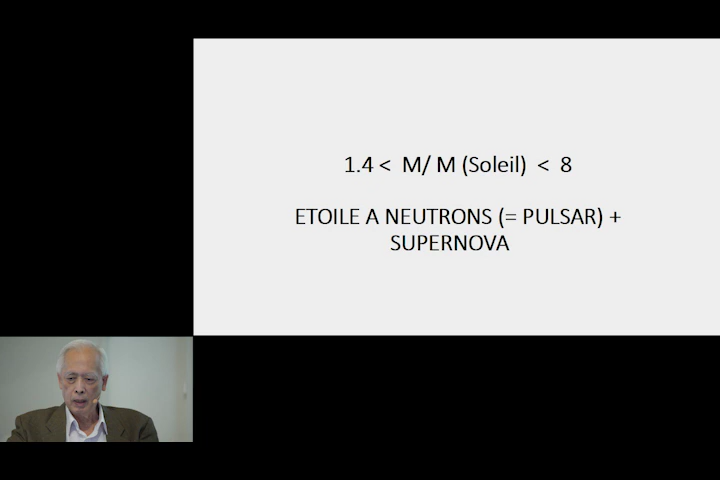 1.4 < M/ M (Soleil) < 8
ETOILE A NEUTRONS (= PULSAR) +
SUPERNOVA